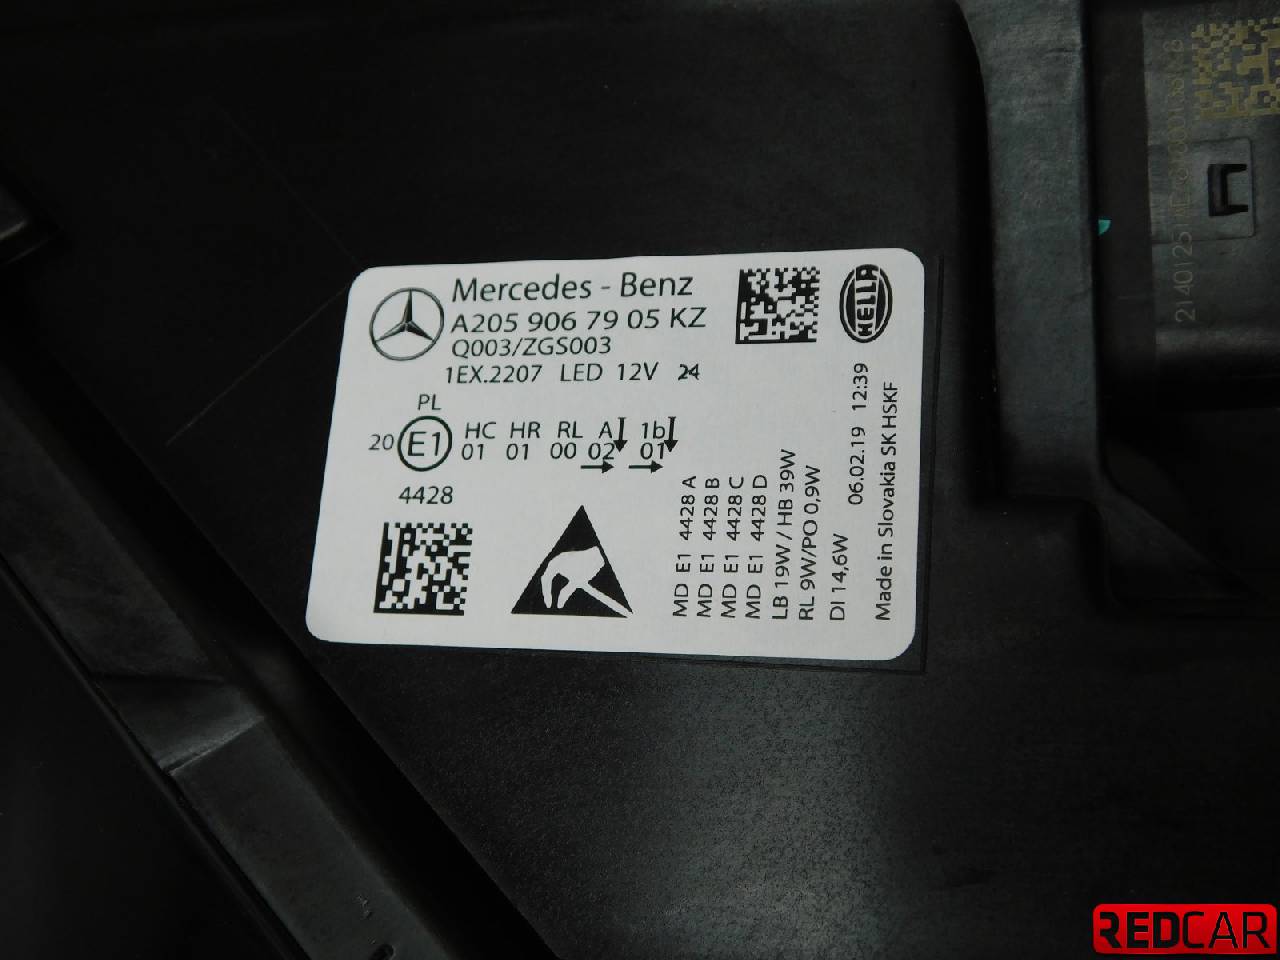 Mercedes - Benz
A205 906 79 05 KZ
Q003/ZGS003
1EX.2207 LED 12V 24
HELLA
PL
20 E1 HC HR RL A 1b
01 01 00 02 01
4428
MD E1 4428 A
MD E1 4428 B
MD E1 4428 C
MD E1 4428 D
LB 19W / HB 39W
RL 9W/PO 0,9W
DI 14,6W
06.02.19 12:39
Made in Slovakia SK HSKF
REDCAR